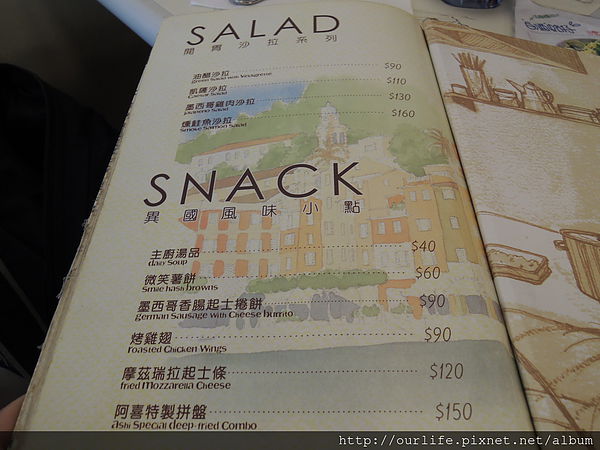 SALAD
開胃沙拉系列
油醋沙拉 $90
green Salad with Vinaigrette
凱薩沙拉 $110
Caesar Salad
墨西哥雞肉沙拉 $130
Jalapeno Salad
燻鮭魚沙拉 $160
Smoke Salmon Salad
SNACK
異國風味小點
主廚湯品 $40
daily Soup
微笑薯餅 $60
Smile hash browns
墨西哥香腸起士捲餅 $90
german Sausage with Cheese burrito
烤雞翅 $90
roasted Chicken Wings
摩茲瑞拉起士條 $120
fried Mozzarella Cheese
阿喜特製拼盤 $150
ashi Special deep-fried Combo
http://ourlife.pixnet.net/album